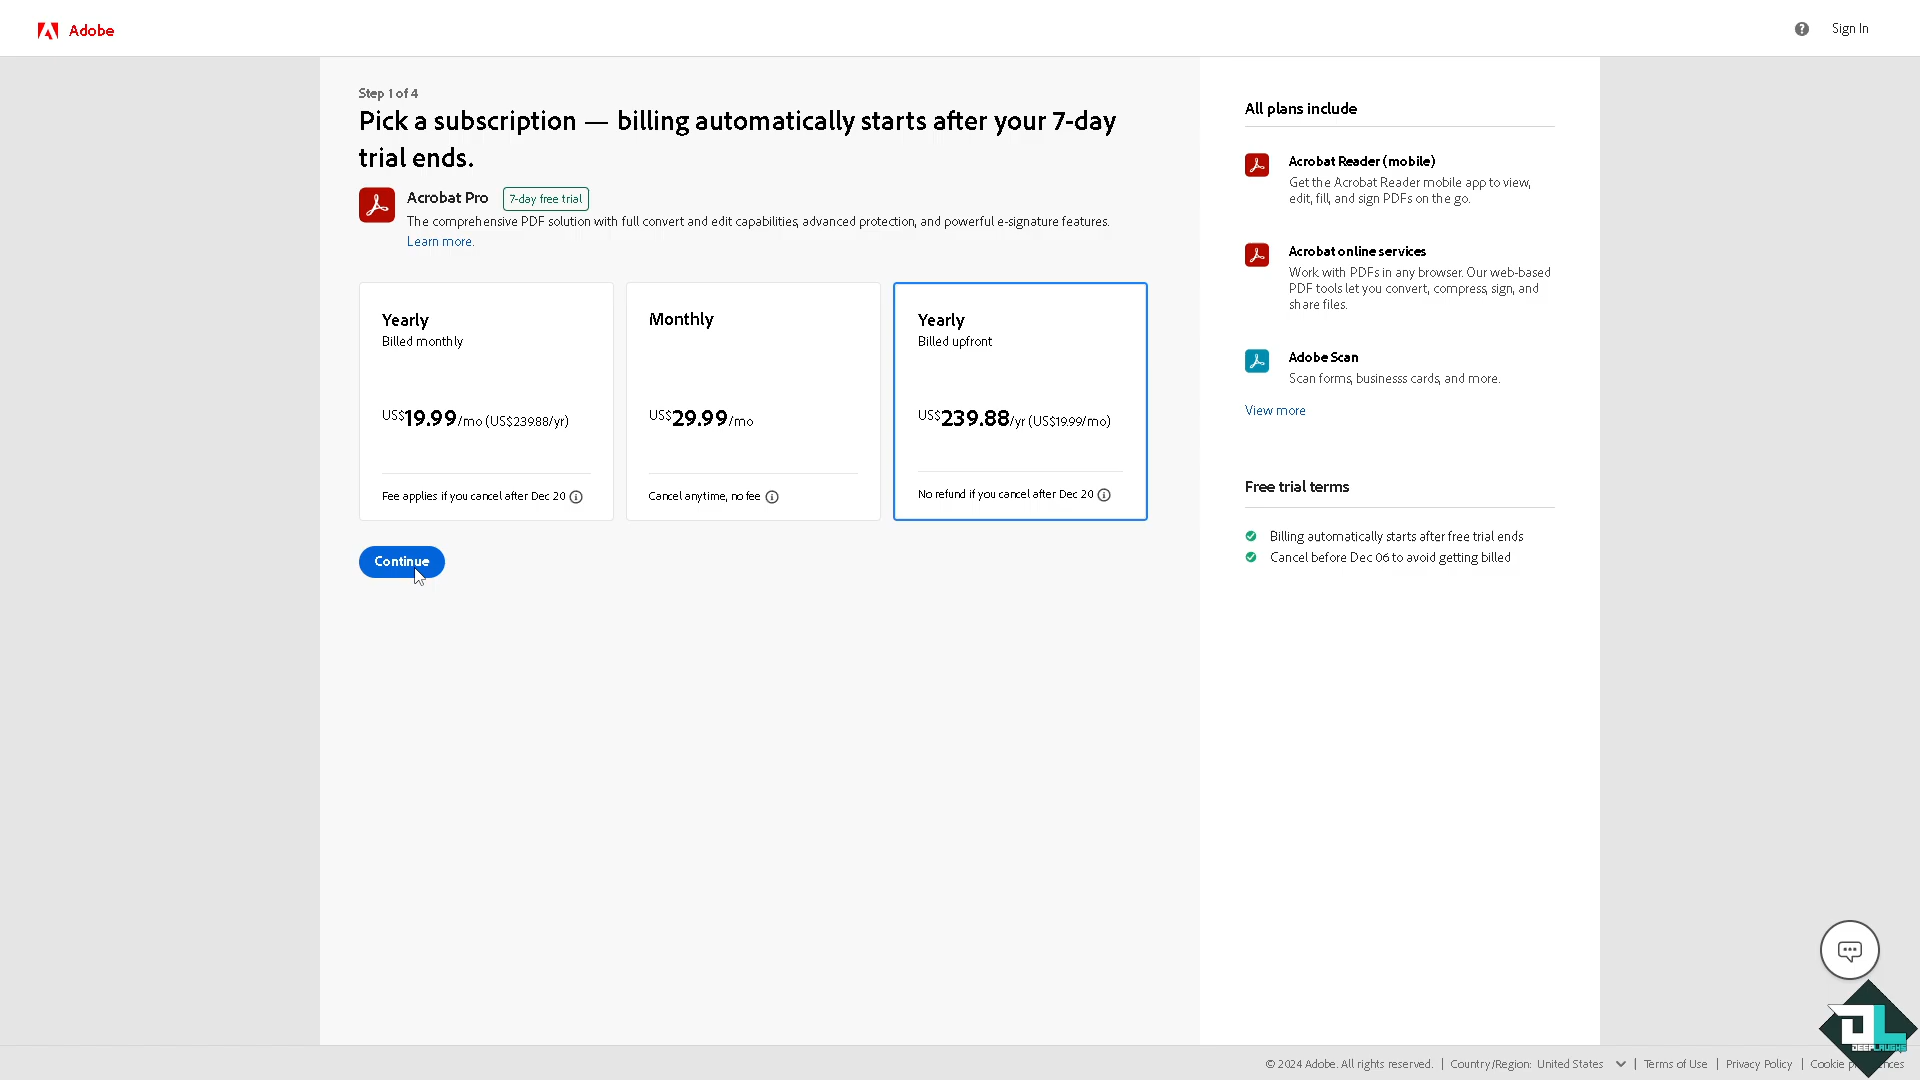 Adobe
Sign In
Step 1 of 4
Pick a subscription — billing automatically starts after your 7-day
trial ends.
Acrobat Pro 7-day free trial
The comprehensive PDF solution with full convert and edit capabilities, advanced protection, and powerful e-signature features.
Learn more.
Yearly
Billed monthly
US$19.99/mo (US$239.88/yr)
Fee applies if you cancel after Dec 20
Monthly
US$29.99/mo
Cancel anytime, no fee
Yearly
Billed upfront
US$239.88/yr (US$19.99/mo)
No refund if you cancel after Dec 20
Continue
All plans include
Acrobat Reader (mobile)
Get the Acrobat Reader mobile app to view,
edit, fill, and sign PDFs on the go.
Acrobat online services
Work with PDFs in any browser. Our web-based
PDF tools let you convert, compress, sign, and
share files.
Adobe Scan
Scan forms, businesss cards, and more.
View more
Free trial terms
Billing automatically starts after free trial ends
Cancel before Dec 06 to avoid getting billed
© 2024 Adobe. All rights reserved. | Country/Region: United States | Terms of Use | Privacy Policy | Cookie
DL
DEEPLAUGHS